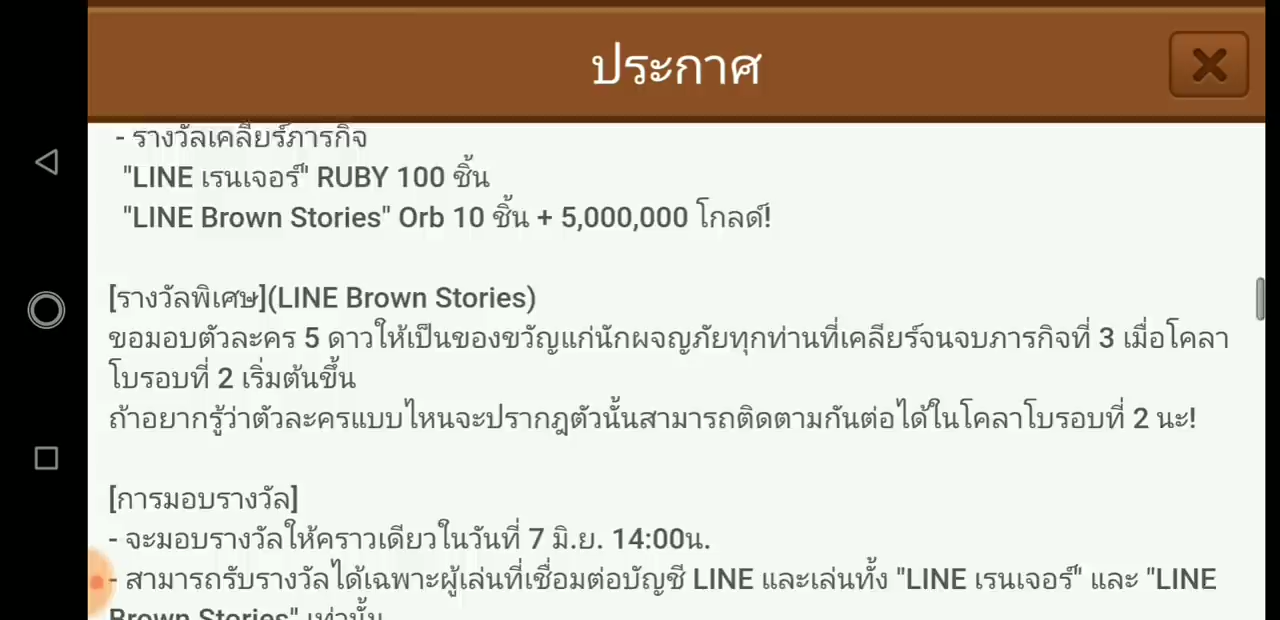 ประกาศ
- รางวัลเคลียร์ภารกิจ
"LINE เรนเจอร์" RUBY 100 ชิ้น
"LINE Brown Stories" Orb 10 ชิ้น + 5,000,000 โกลด์!
[รางวัลพิเศษ](LINE Brown Stories)
ขอมอบตัวละคร 5 ดาวให้เป็นของขวัญแก่นักผจญภัยทุกท่านที่เคลียร์จนจบภารกิจที่ 3 เมื่อโคลา
โบรอบที่ 2 เริ่มต้นขึ้น
ถ้าอยากรู้ว่าตัวละครแบบไหนจะปรากฎตัวนั้นสามารถติดตามกันต่อได้ในโคลาโบรอบที่ 2 นะ!
[การมอบรางวัล]
- จะมอบรางวัลให้คราวเดียวในวันที่ 7 มิ.ย. 14:00น.
- สามารถรับรางวัลได้เฉพาะผู้เล่นที่เชื่อมต่อบัญชี LINE และเล่นทั้ง "LINE เรนเจอร์" และ "LINE
Brown Stories" เท่านั้น